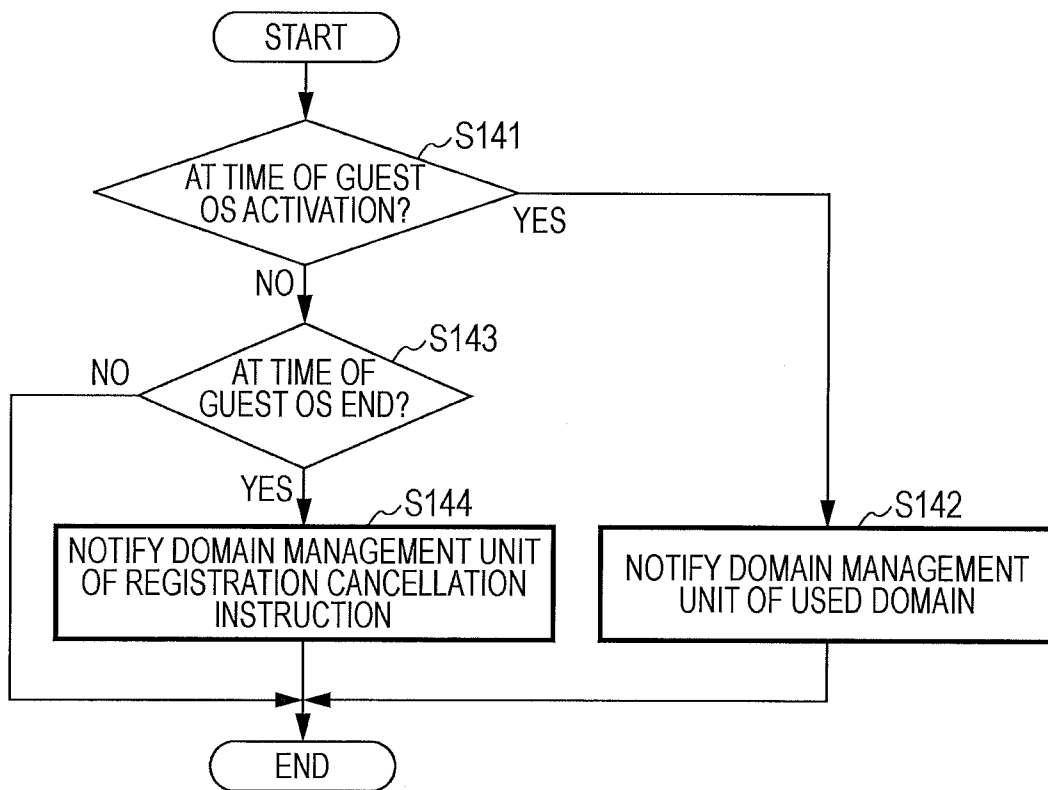 START
S141
AT TIME OF GUEST
OS ACTIVATION?
YES
NO
S143
NO
AT TIME OF
GUEST OS END?
YES
S144
NOTIFY DOMAIN MANAGEMENT UNIT
OF REGISTRATION CANCELLATION
INSTRUCTION
S142
NOTIFY DOMAIN MANAGEMENT
UNIT OF USED DOMAIN
END